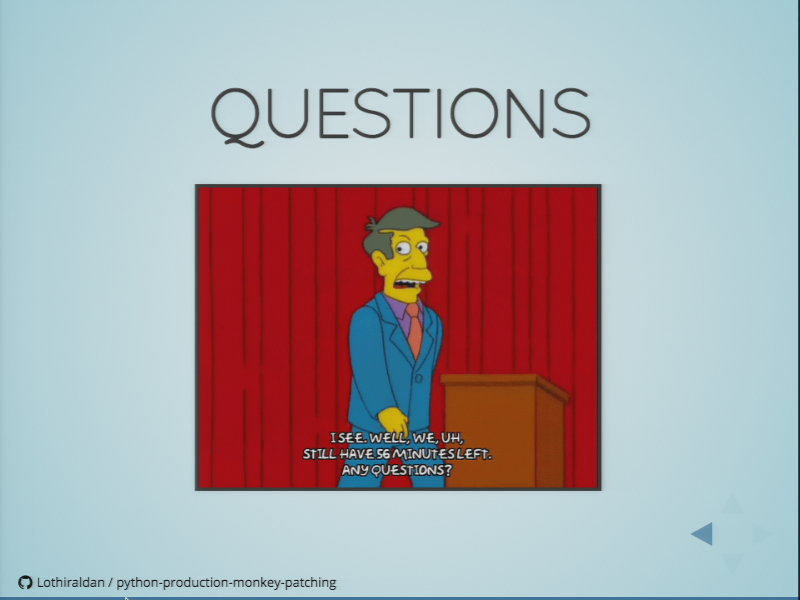 QUESTIONS
I SEE. WELL, WE, UH,
STILL HAVE 56 MINUTES LEFT.
ANY QUESTIONS?
Lothiraldan / python-production-monkey-patching